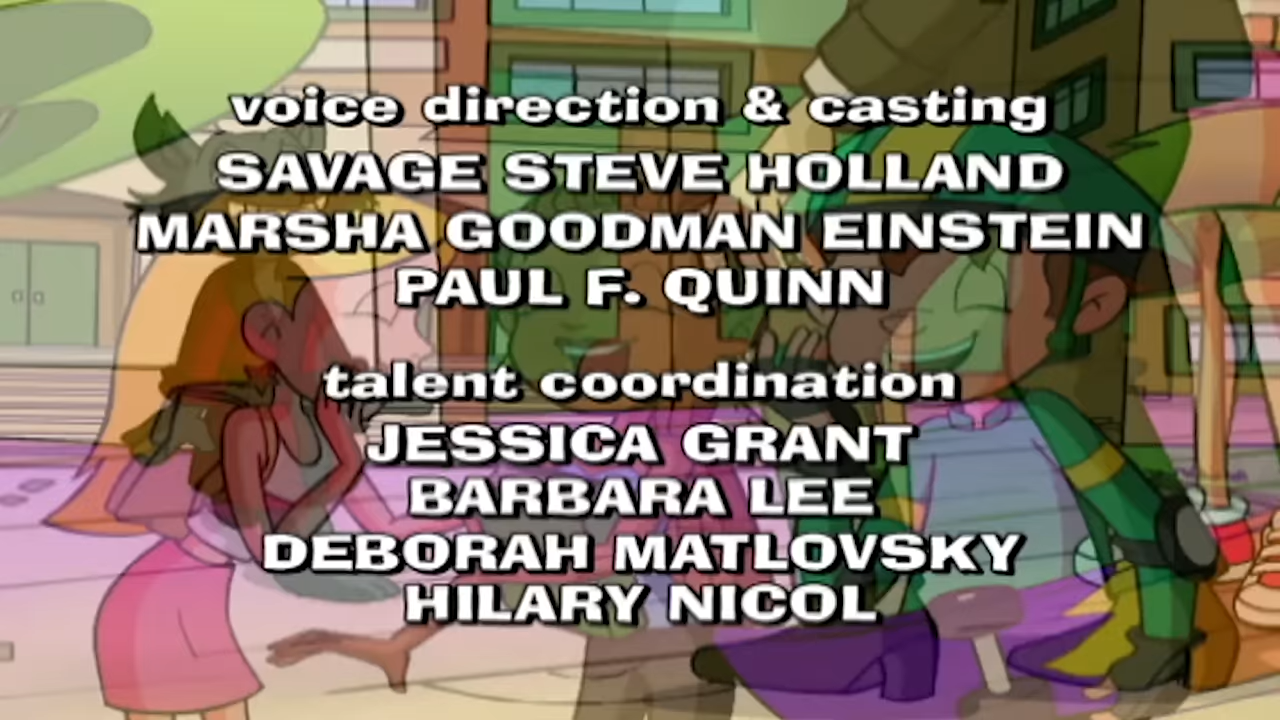 voice direction & casting
SAVAGE STEVE HOLLAND
MARSHA GOODMAN EINSTEIN
PAUL F. QUINN
talent coordination
JESSICA GRANT
BARBARA LEE
DEBORAH MATLOVSKY
HILARY NICOL